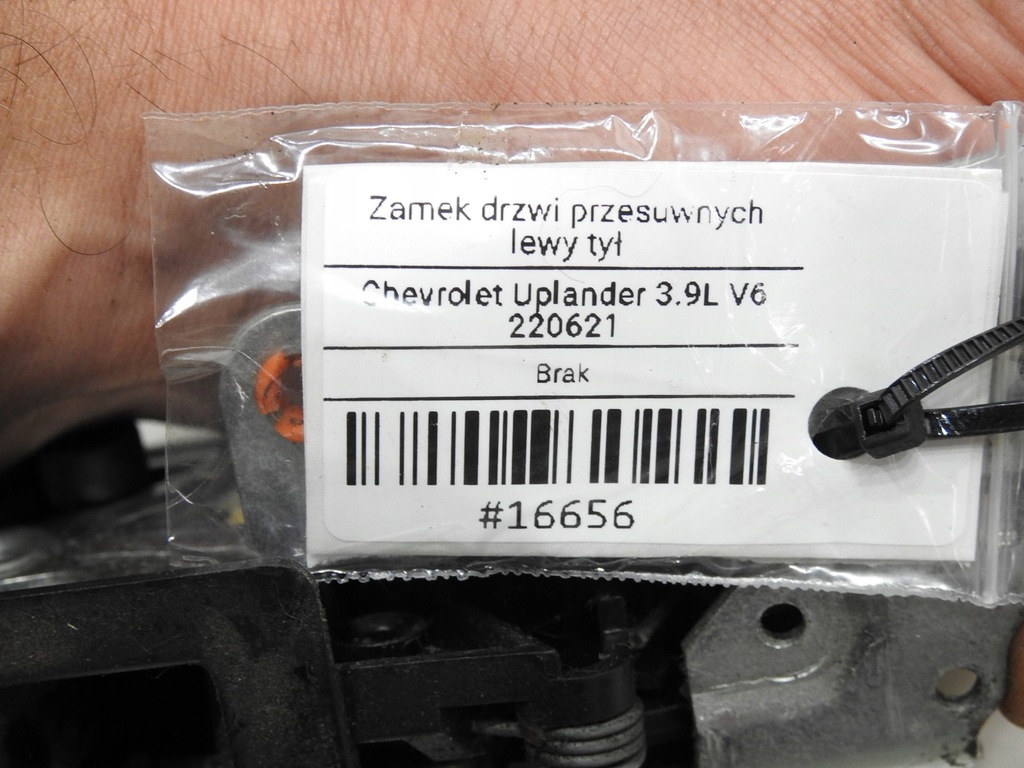 Zamek drzwi przesuwnych
lewy tył
Chevrolet Uplander 3.9L V6
220621
Brak
#16656